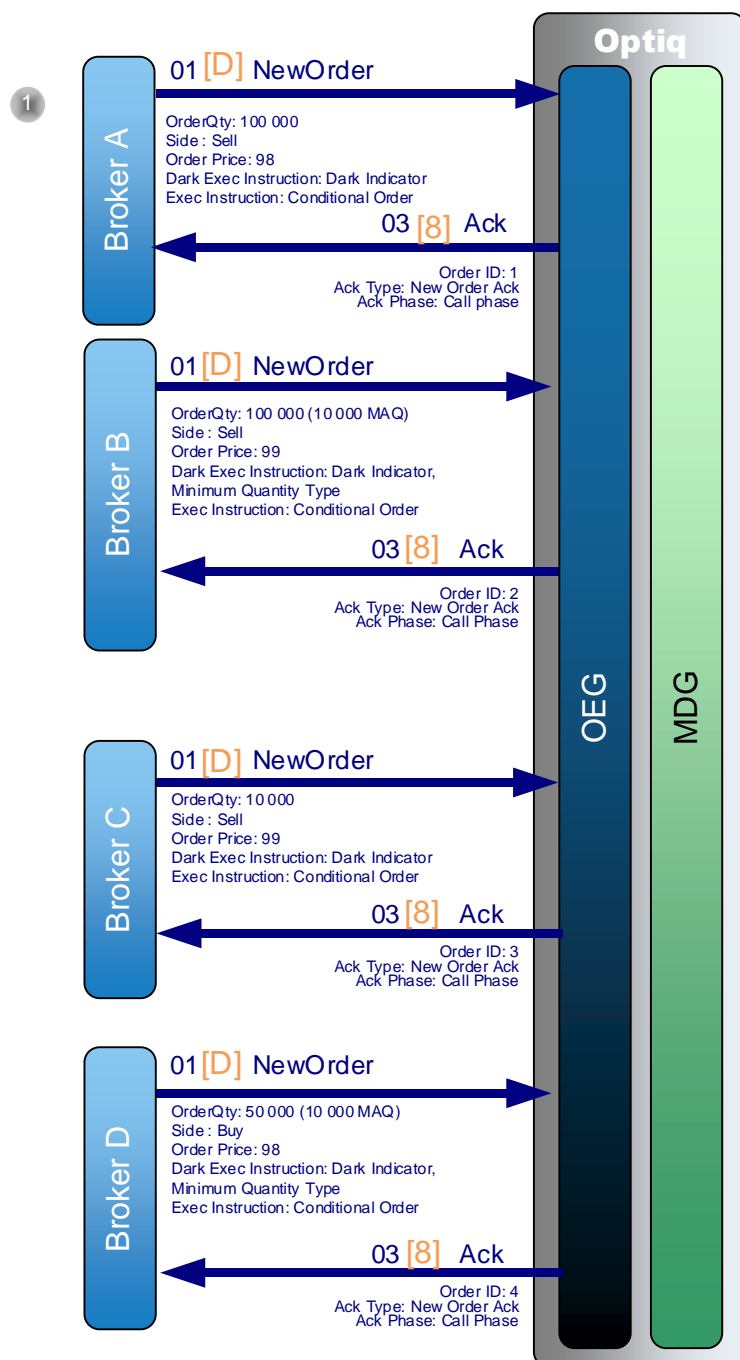 Optiq
1
Broker A
01 [D] NewOrder
OrderQty: 100 000
Side : Sell
Order Price: 98
Dark Exec Instruction: Dark Indicator
Exec Instruction: Conditional Order
03 [8] Ack
Order ID: 1
Ack Type: New Order Ack
Ack Phase: Call phase
Broker B
01 [D] NewOrder
OrderQty: 100 000 (10 000 MAQ)
Side : Sell
Order Price: 99
Dark Exec Instruction: Dark Indicator,
Minimum Quantity Type
Exec Instruction: Conditional Order
03 [8] Ack
Order ID: 2
Ack Type: New Order Ack
Ack Phase: Call Phase
OEG
MDG
Broker C
01 [D] NewOrder
OrderQty: 10 000
Side : Sell
Order Price: 99
Dark Exec Instruction: Dark Indicator
Exec Instruction: Conditional Order
03 [8] Ack
Order ID: 3
Ack Type: New Order Ack
Ack Phase: Call Phase
Broker D
01 [D] NewOrder
OrderQty: 50 000 (10 000 MAQ)
Side : Buy
Order Price: 98
Dark Exec Instruction: Dark Indicator,
Minimum Quantity Type
Exec Instruction: Conditional Order
03 [8] Ack
Order ID: 4
Ack Type: New Order Ack
Ack Phase: Call Phase